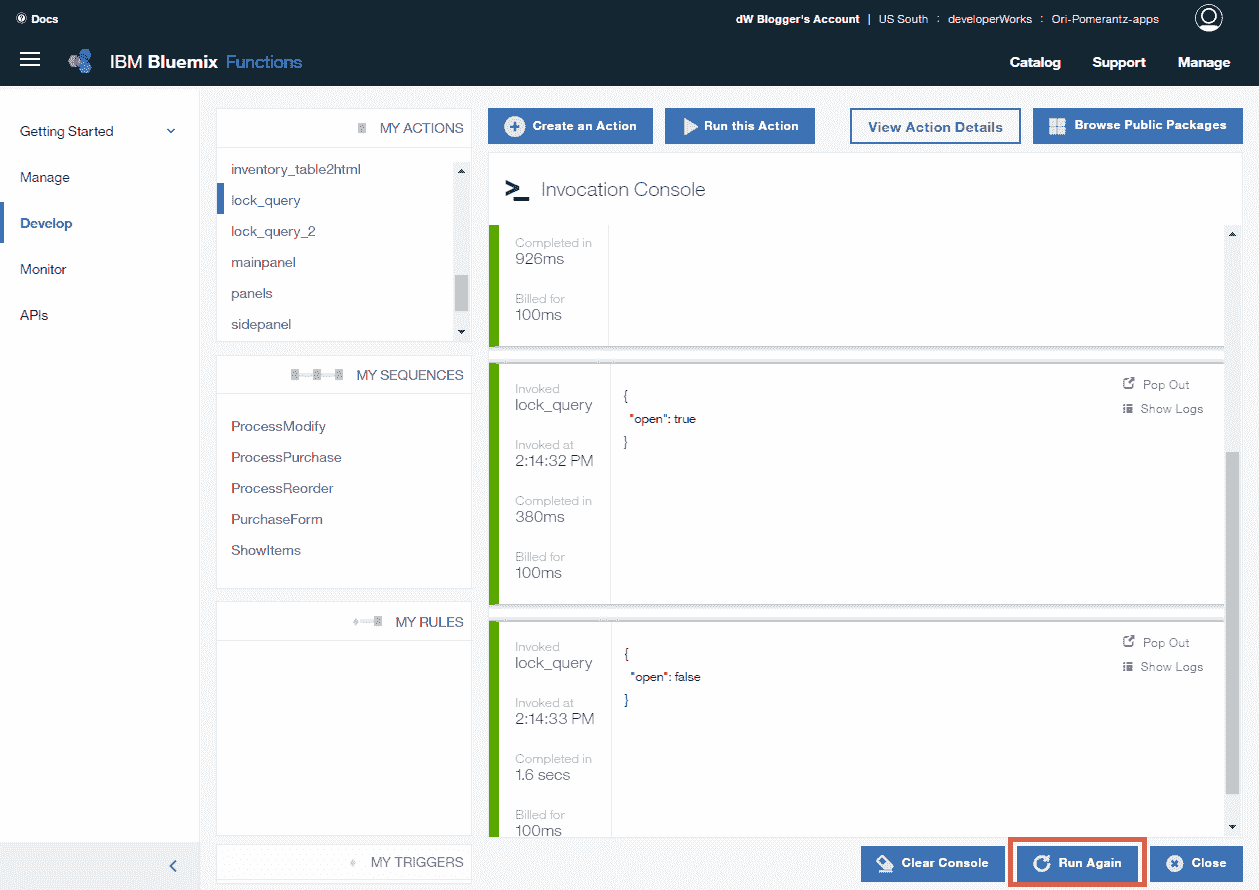 Docs
dW Blogger's Account | US South : developerWorks : Ori-Pomerantz-apps
IBM Bluemix Functions
Catalog Support Manage
Getting Started
Manage
Develop
Monitor
APIs
MY ACTIONS
inventory_table2html
lock_query
lock_query_2
mainpanel
panels
sidepanel
MY SEQUENCES
ProcessModify
ProcessPurchase
ProcessReorder
PurchaseForm
ShowItems
MY RULES
MY TRIGGERS
Create an Action
Run this Action
View Action Details
Browse Public Packages
Invocation Console
Completed in
926ms
Billed for
100ms
Invoked
lock_query
Invoked at
2:14:32 PM
Completed in
380ms
Billed for
100ms
{
"open": true
}
Pop Out
Show Logs
Invoked
lock_query
Invoked at
2:14:33 PM
Completed in
1.6 secs
Billed for
100ms
{
"open": false
}
Pop Out
Show Logs
Clear Console
Run Again
Close